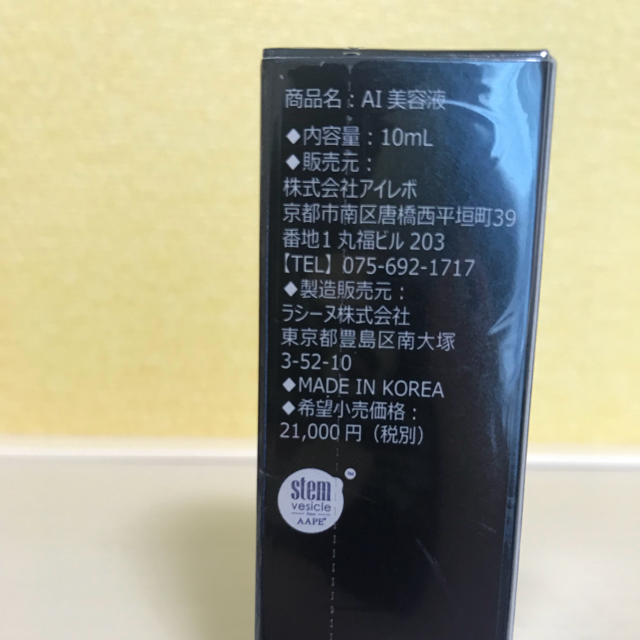 商品名：AI 美容液
◆内容量：10mL
◆販売元：
株式会社アイレボ
京都市南区唐橋西平垣町39
番地1 丸福ビル 203
【TEL】075-692-1717
◆製造販売元：
ラシーヌ株式会社
東京都豊島区南大塚
3-52-10
◆MADE IN KOREA
◆希望小売価格：
21,000円（税別）
stem
vesicle
from
AAPE®
™